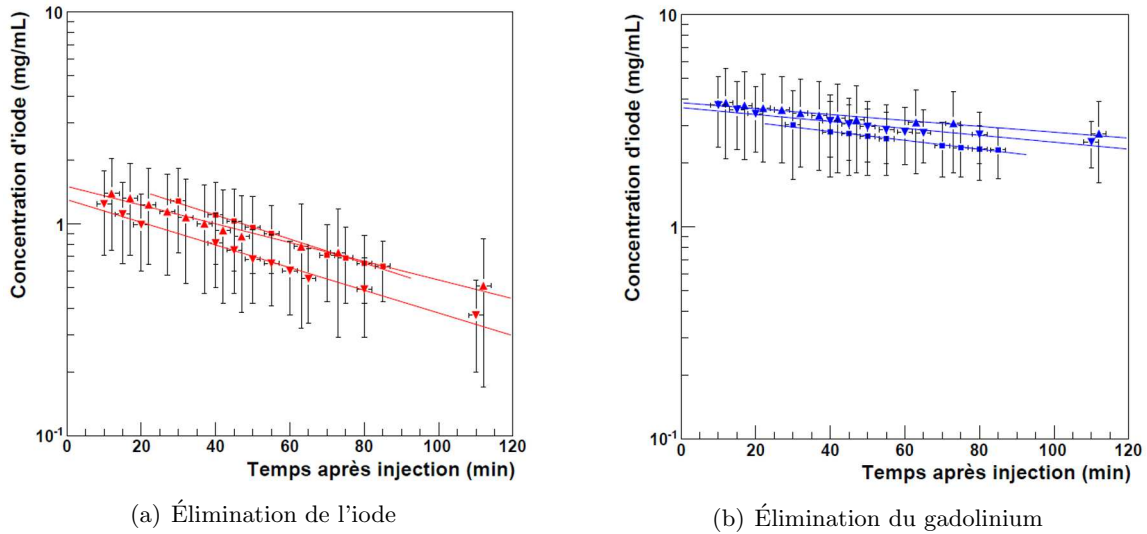 Concentration d'iode (mg/mL)
10
1
10-1
0 20 40 60 80 100 120
Temps après injection (min)
(a) Élimination de l'iode
Concentration d'iode (mg/mL)
10
1
10-1
0 20 40 60 80 100 120
Temps après injection (min)
(b) Élimination du gadolinium